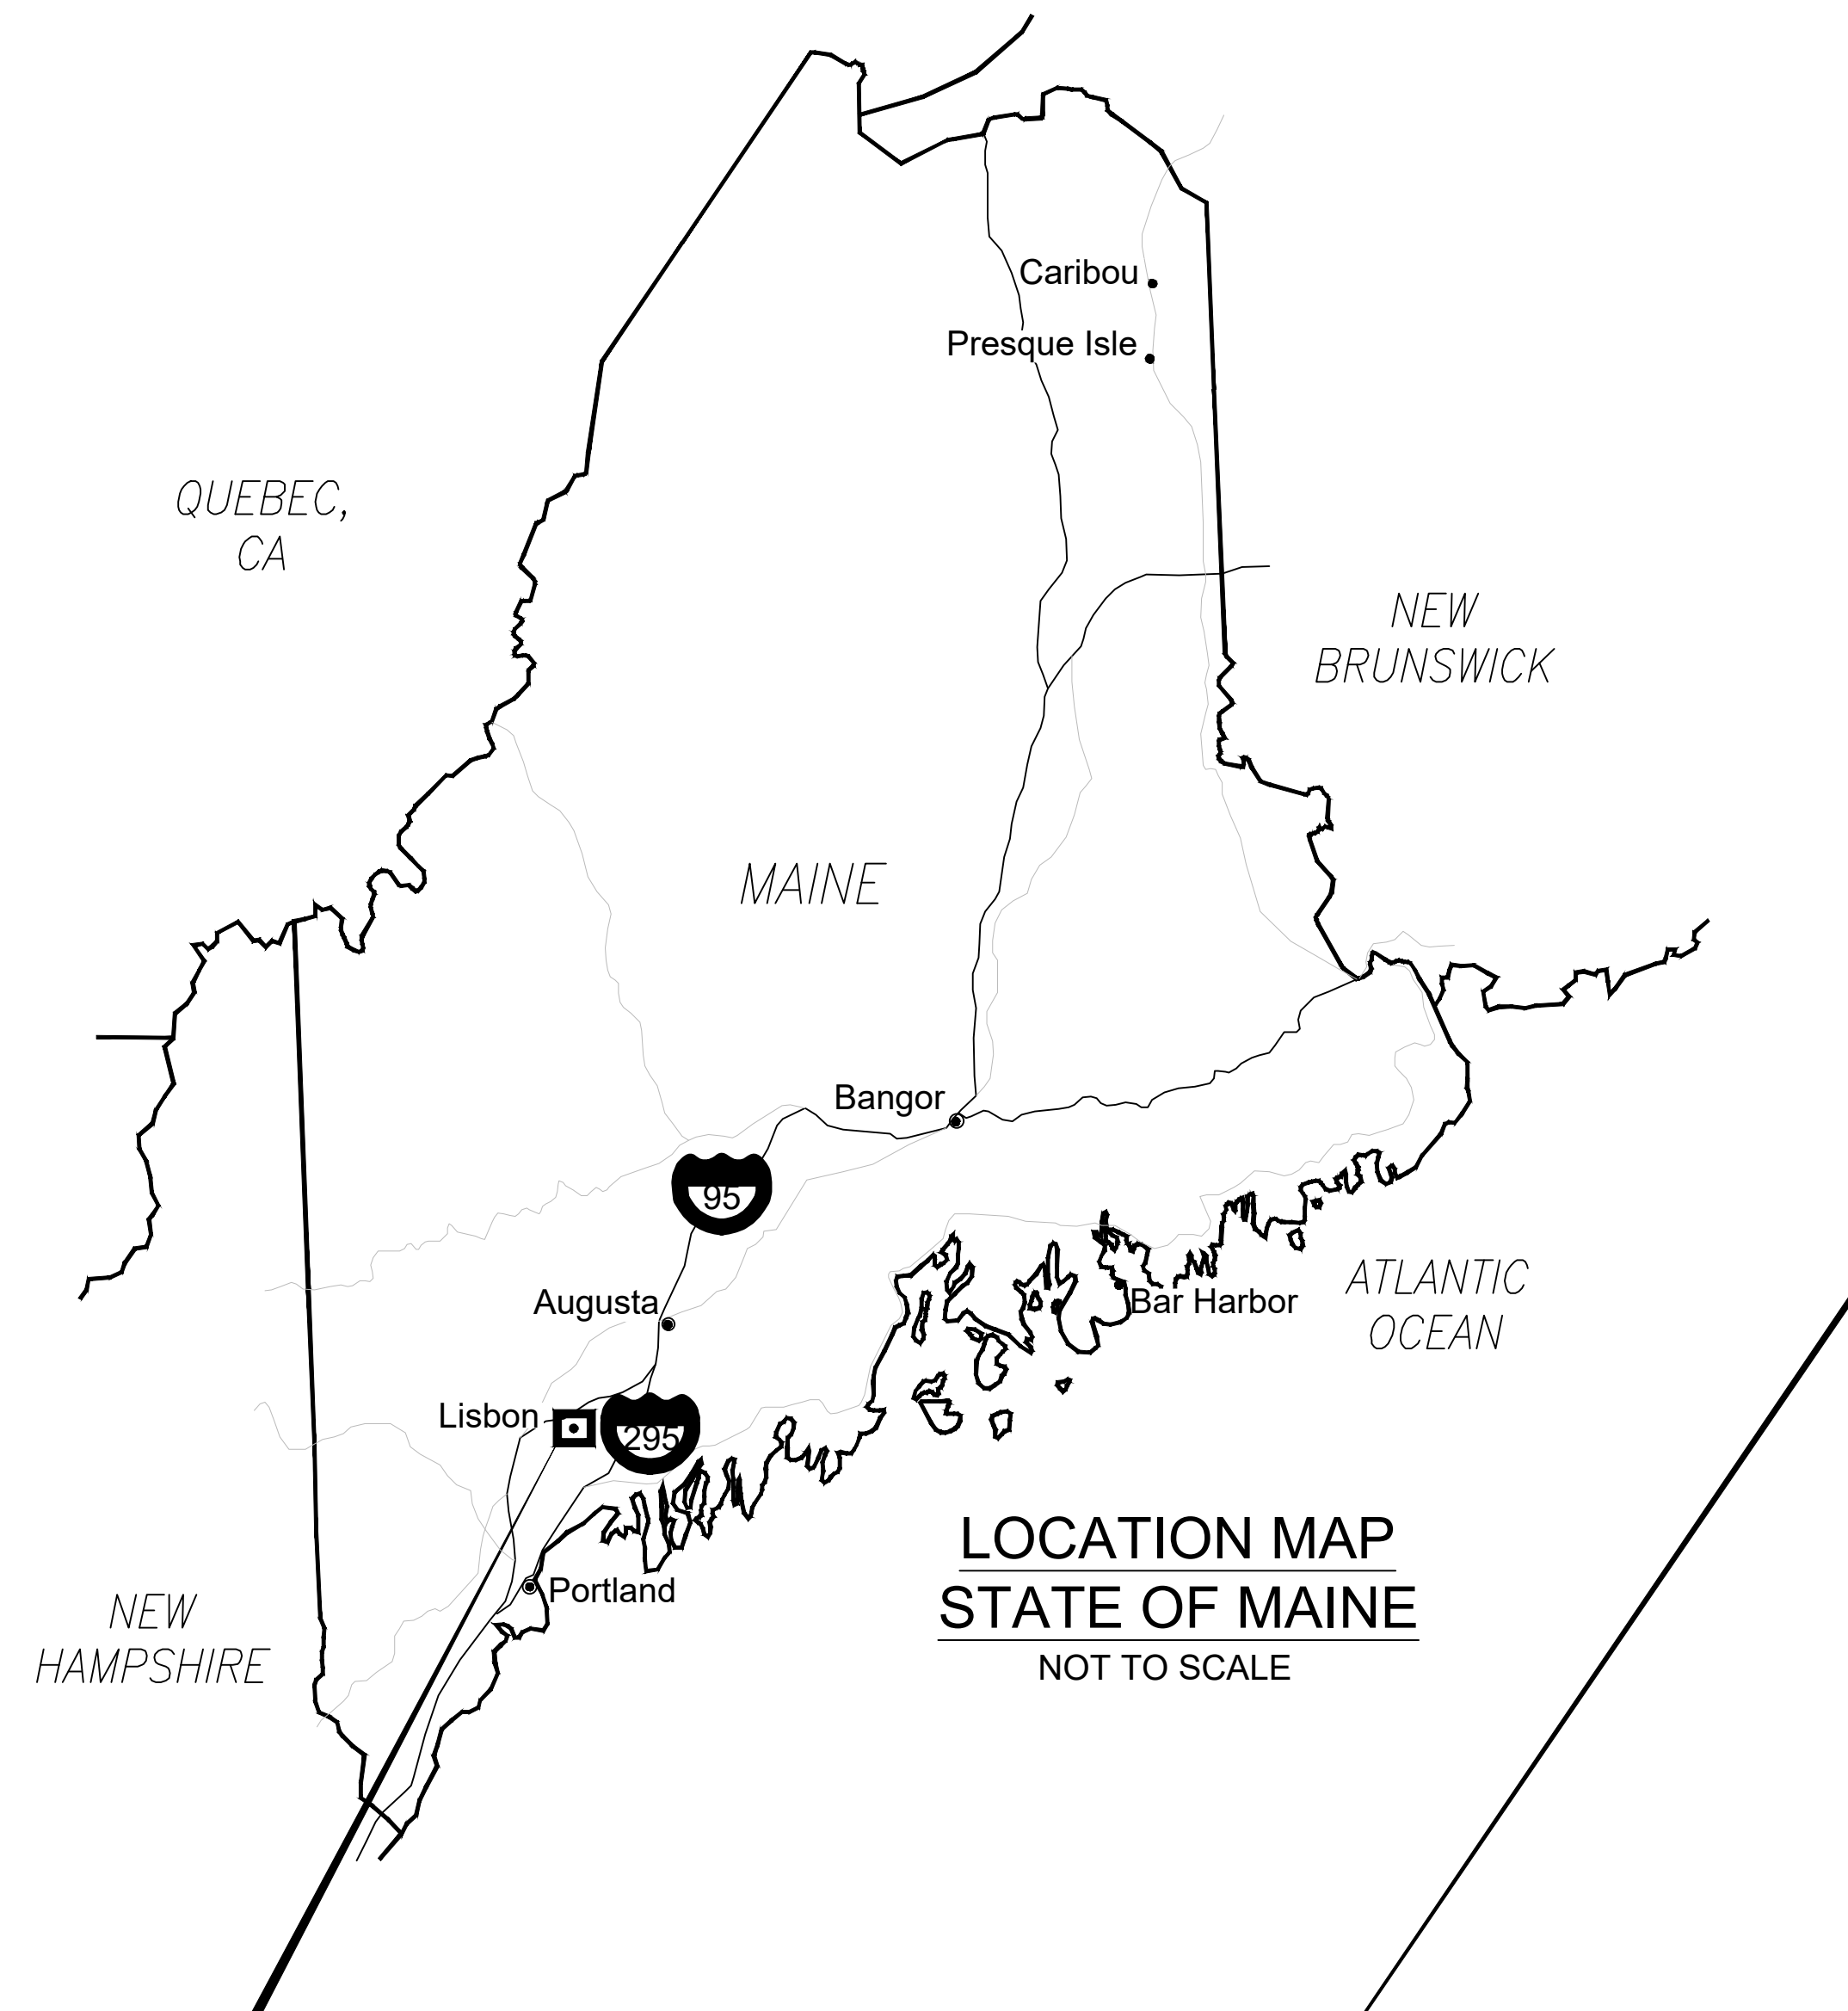 Caribou
Presque Isle
QUEBEC,
CA
NEW
BRUNSWICK
MAINE
Bangor
95
Augusta
Bar Harbor
ATLANTIC
OCEAN
Lisbon
295
Portland
NEW
HAMPSHIRE
LOCATION MAP
STATE OF MAINE
NOT TO SCALE